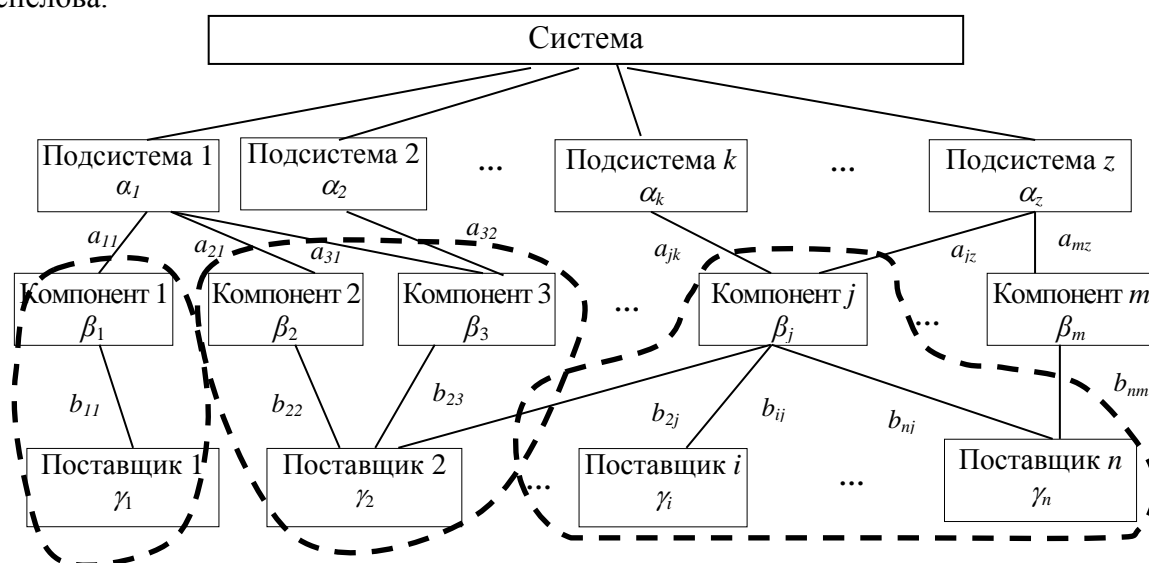 Система
Подсистема 1
α1
Подсистема 2
α2
...
Подсистема k
αk
...
Подсистема z
αz
a11
a21
a31
a32
ajk
ajz
amz
Компонент 1
β1
Компонент 2
β2
Компонент 3
β3
...
Компонент j
βj
...
Компонент m
βm
b11
b22
b23
b2j
bij
bnj
bnm
Поставщик 1
γ1
Поставщик 2
γ2
...
Поставщик i
γi
...
Поставщик n
γn